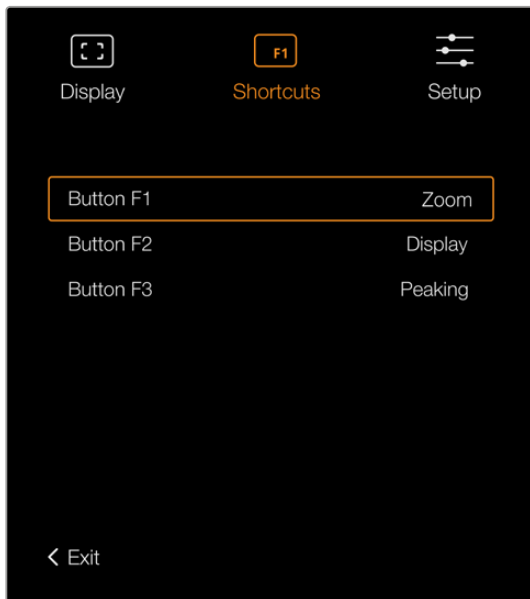 F1
Display Shortcuts Setup
Button F1 Zoom
Button F2 Display
Button F3 Peaking
Exit